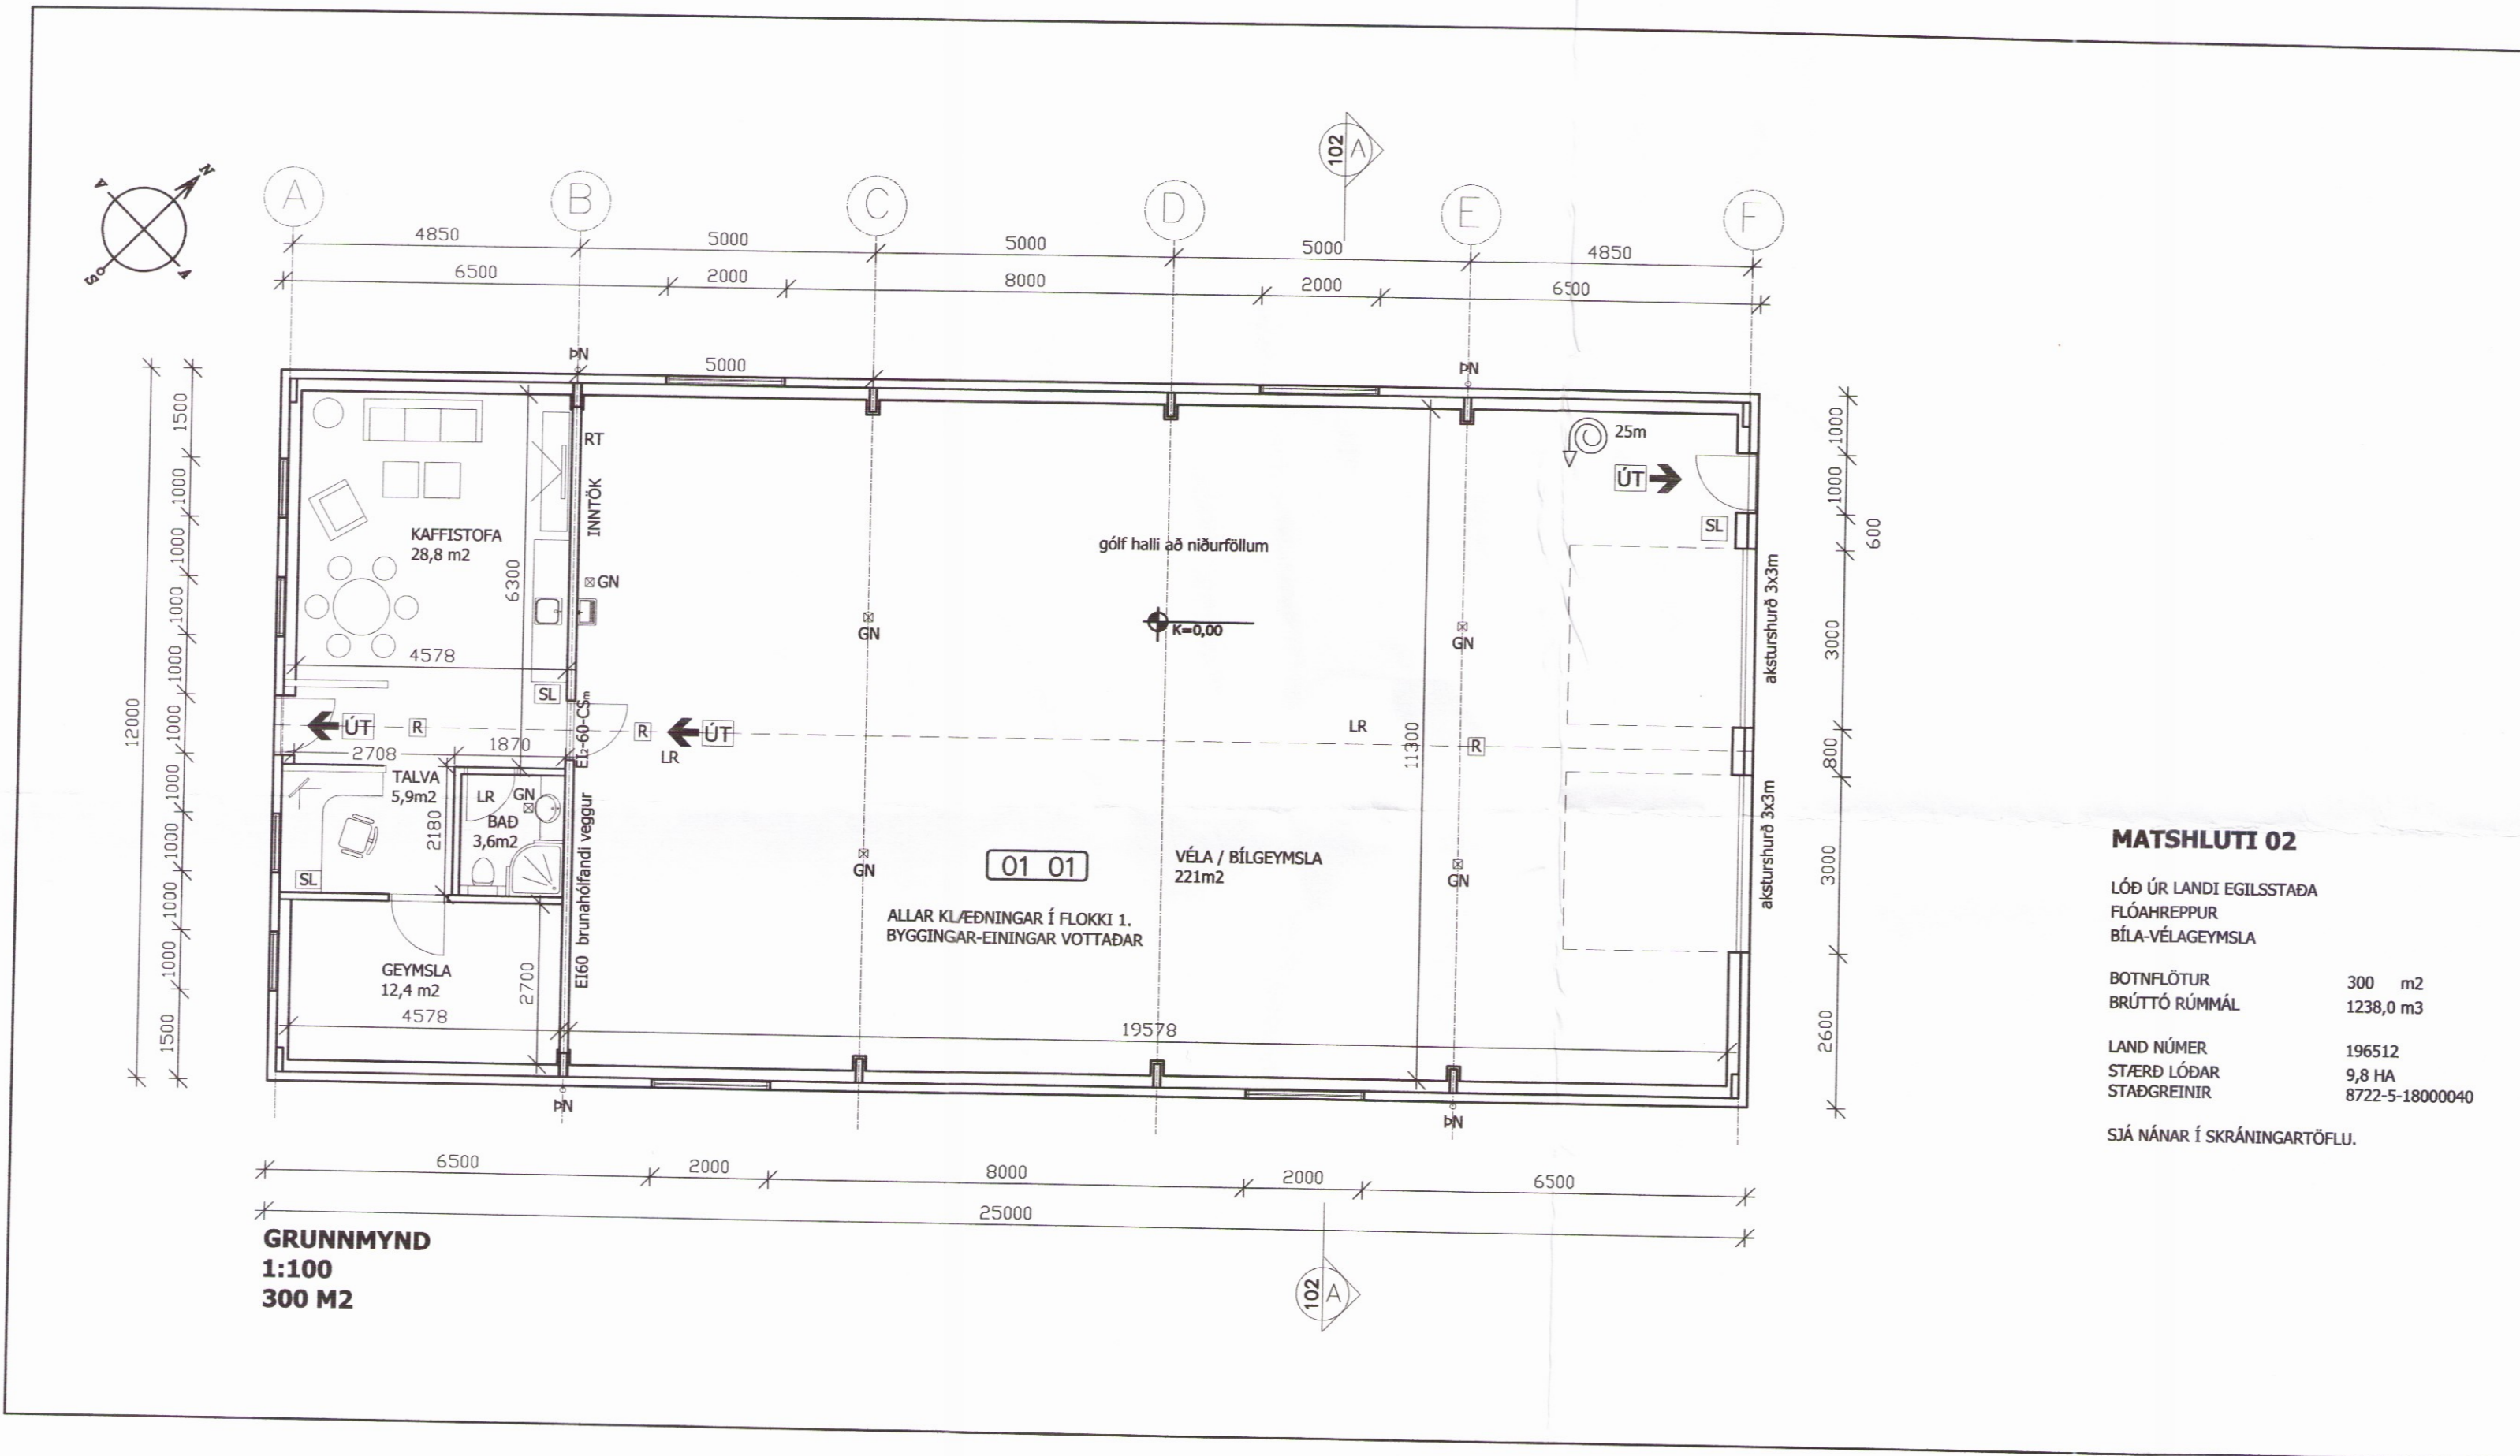 102 A
N
A
V
S
A B C D E F
4850 5000 5000 5000 4850
6500 2000 8000 2000 6500
ÞN 5000 ÞN
12000
1500 1000 1000 1000 1000 1000 1000 1000 1000 1000 1500
RT
INNTÖK
25m
ÚT
SL
KAFFISTOFA
28,8 m2
6300
GN
gólf halli að niðurföllum
K=0,00
GN
GN
4578
SL
EI₂-60-CSm
ÚT R
R ÚT
LR
LR
11300
R
2708 1870
TALVA
5,9m2
2180
LR GN
BAÐ
3,6m2
SL
EI60 brunahólfandi veggur
GN
01 01
VÉLA / BÍLGEYMSLA
221m2
GN
ALLAR KLÆÐNINGAR Í FLOKKI 1.
BYGGINGAR-EININGAR VOTTAÐAR
GEYMSLA
12,4 m2
2700
4578
19578
ÞN ÞN
aksturshurð 3x3m
aksturshurð 3x3m
1000 1000 600 3000 800 3000 2600
6500 2000 8000 2000 6500
25000
102 A
GRUNNMYND
1:100
300 M2
MATSHLUTI 02
LÓÐ ÚR LANDI EGILSSTAÐA
FLÓAHREPPUR
BÍLA-VÉLAGEYMSLA
BOTNFLÖTUR 300 m2
BRÚTTÓ RÚMMÁL 1238,0 m3
LAND NÚMER 196512
STÆRÐ LÓÐAR 9,8 HA
STAÐGREINIR 8722-5-18000040
SJÁ NÁNAR Í SKRÁNINGARTÖFLU.